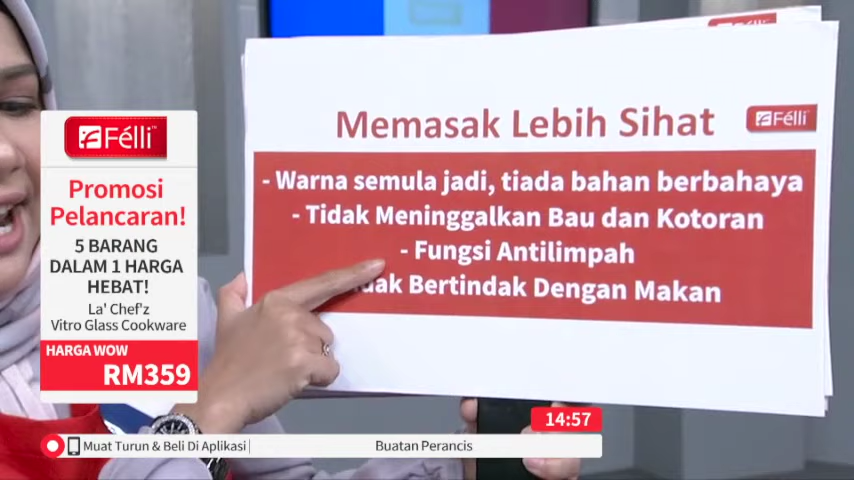 Félli
Memasak Lebih Sihat
Félli
- Warna semula jadi, tiada bahan berbahaya
- Tidak Meninggalkan Bau dan Kotoran
- Fungsi Antilimpah
Bertindak Dengan Makan
Félli™
Promosi
Pelancaran!
5 BARANG
DALAM 1 HARGA
HEBAT!
La' Chef'z
Vitro Glass Cookware
HARGA WOW
RM359
14:57
Muat Turun & Beli Di Aplikasi
Buatan Perancis